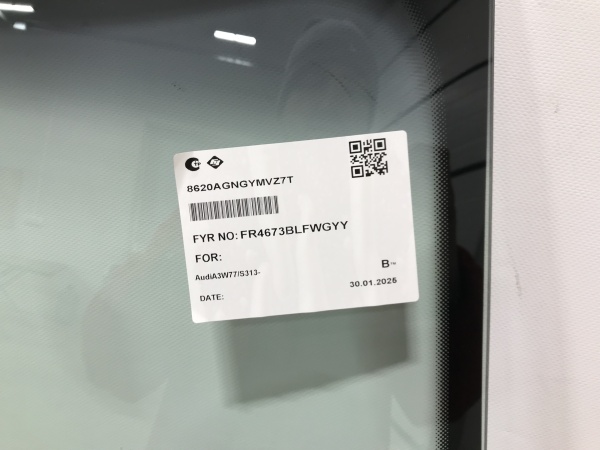 8620AGNGYMVZ7T
FYR NO: FR4673BLFWGYY
FOR:
AudiA3W77/S313-
B
DATE: 30.01.2025